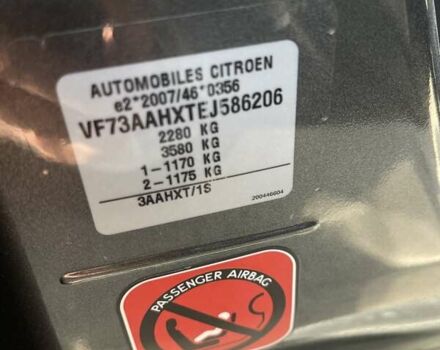 AUTOMOBILES CITROEN
e2*2007/46*0356
VF73AAHXTEJ586206
2280 KG
3580 KG
1-1170 KG
2-1175 KG
3AAHXT/1S
200446604
PASSENGER AIRBAG